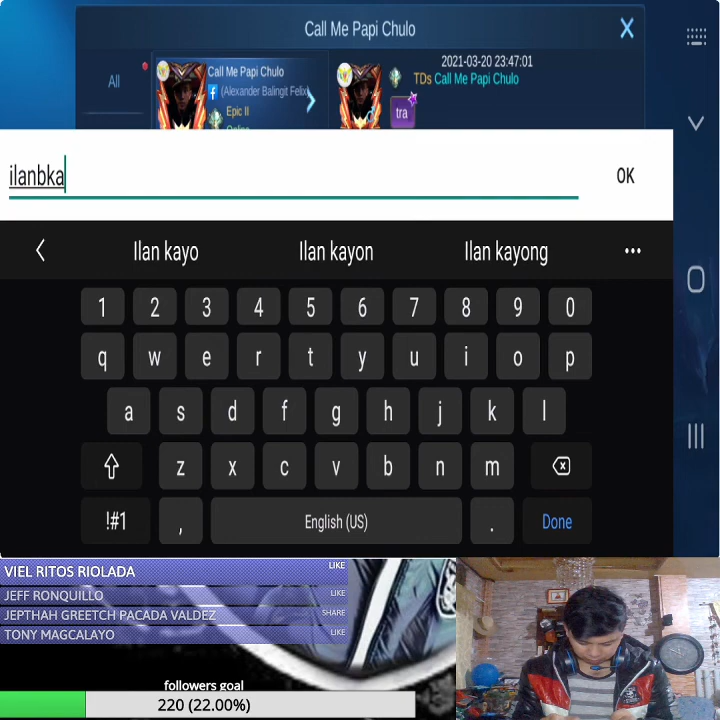 Call Me Papi Chulo
X
All
Call Me Papi Chulo
(Alexander Balingit Felix)
Epic II
Online
2021-03-20 23:47:01
TDs Call Me Papi Chulo
tra
ilanbka
OK
Ilan kayo
Ilan kayon
Ilan kayong
•••
1 2 3 4 5 6 7 8 9 0
q w e r t y u i o p
a s d f g h j k l
z x c v b n m
!#1 , English (US) . Done
VIEL RITOS RIOLADA LIKE
JEFF RONQUILLO LIKE
JEPTHAH GREETCH PACADA VALDEZ SHARE
TONY MAGCALAYO LIKE
followers goal
220 (22.00%)